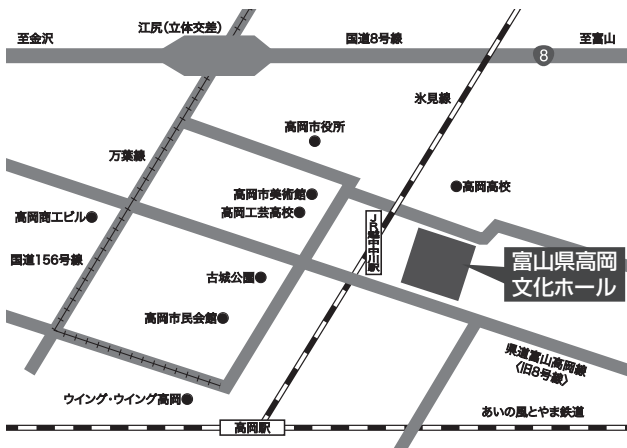 江尻（立体交差）
至金沢
国道8号線
8
至富山
氷見線
高岡市役所
万葉線
高岡高校
高岡市美術館
高岡工芸高校
高岡商工ビル
JR越中中川駅
国道156号線
富山県高岡
文化ホール
古城公園
高岡市民会館
県道富山高岡線
〈旧8号線〉
ウイング・ウイング高岡
あいの風とやま鉄道
高岡駅